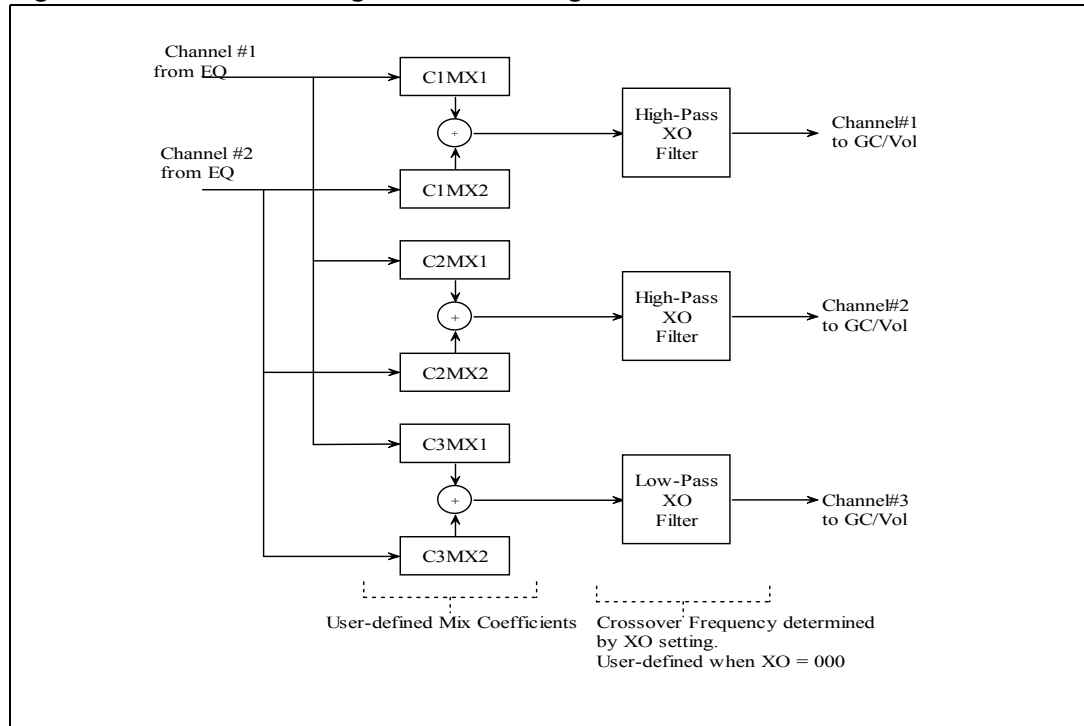 Channel #1
from EQ
C1MX1
+
High-Pass
XO
Filter
Channel#1
to GC/Vol
Channel #2
from EQ
C1MX2
C2MX1
+
High-Pass
XO
Filter
Channel#2
to GC/Vol
C2MX2
C3MX1
+
Low-Pass
XO
Filter
Channel#3
to GC/Vol
C3MX2
User-defined Mix Coefficients
Crossover Frequency determined
by XO setting.
User-defined when XO = 000